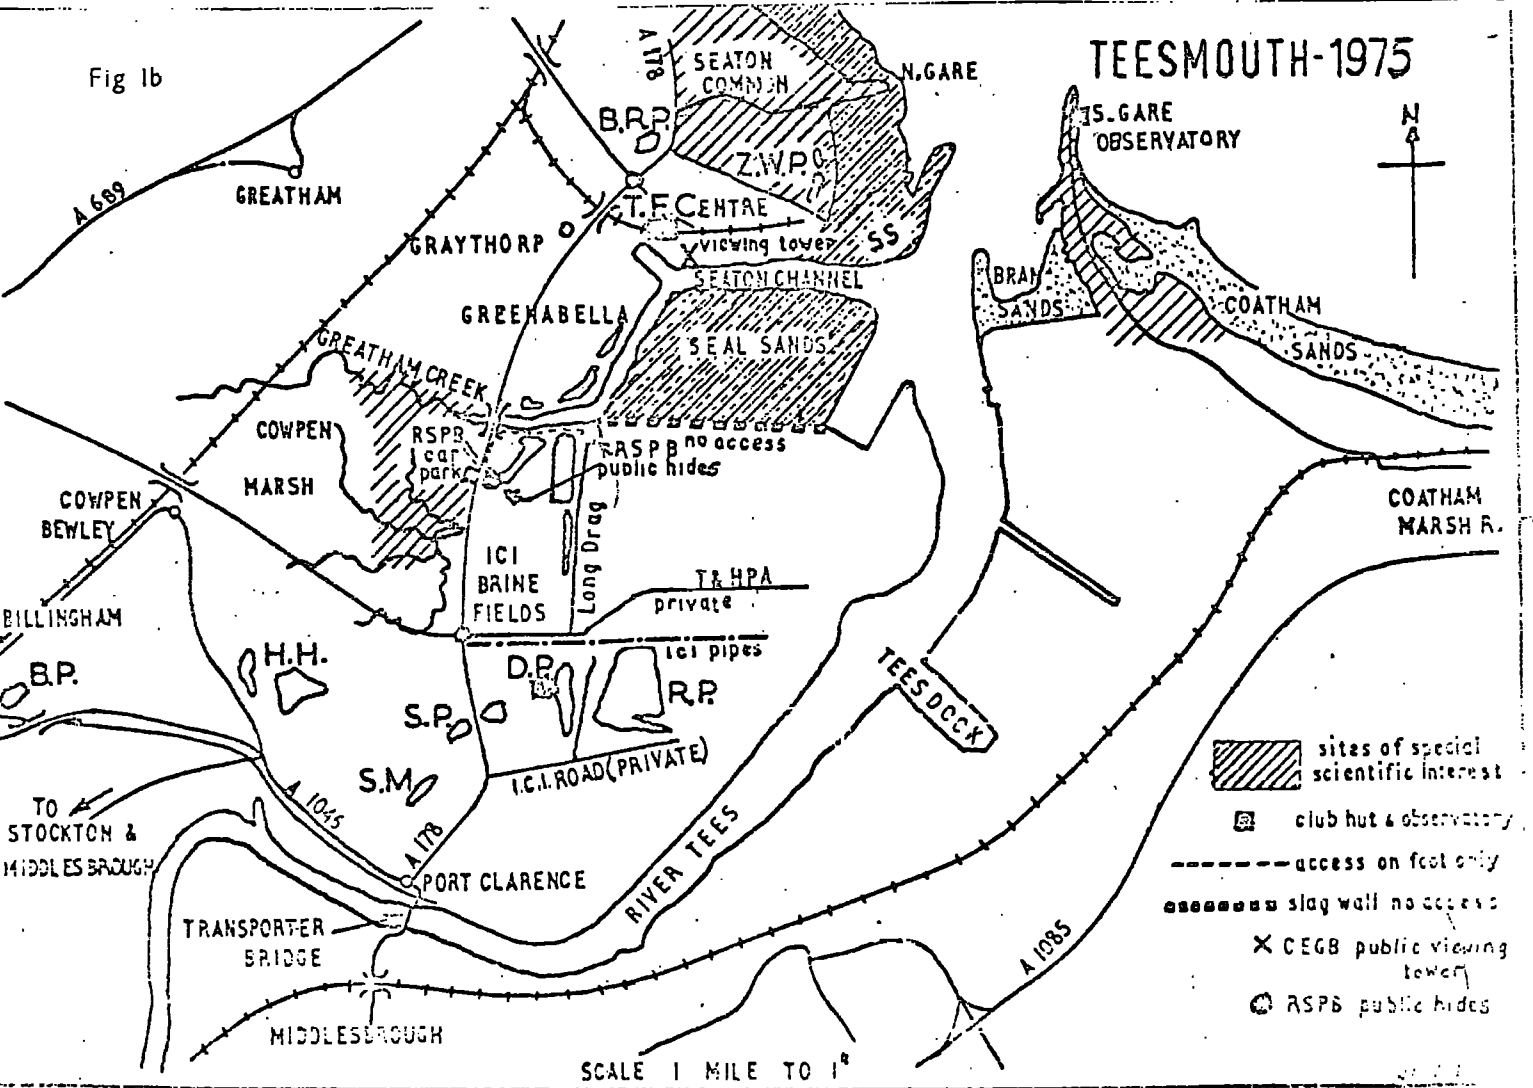 Fig 1b
TEESMOUTH-1975
A 178
SEATON
COMMON
N. GARE
S. GARE
OBSERVATORY
N
B.R.P.
Z.W.P.
GREATHAM
A 689
T.F. CENTRE
GRAYTHORP
viewing tower
SS
SEATON CHANNEL
BRAN
SANDS
COATHAM
SANDS
GREENABELLA
SEAL SANDS
GREATHAM CREEK
COWPEN
MARSH
RSPB
car
park
RSPB
public hides
no access
COWPEN
BEWLEY
COATHAM
MARSH R.
ICI
BRINE
FIELDS
Long Drag
T & HPA
private
BILLINGHAM
ICI pipes
B.P.
H.H.
D.P.
R.P.
S.P.
TEES DOCK
S.M.
I.C.I. ROAD (PRIVATE)
TO
STOCKTON &
MIDDLESBROUGH
A 1045
A 178
PORT CLARENCE
RIVER TEES
TRANSPORTER
BRIDGE
A 1085
MIDDLESBROUGH
sites of special
scientific interest
club hut & observatory
access on foot only
slag wall no access
X CEGB public viewing
tower
RSPB public hides
SCALE 1 MILE TO 1"